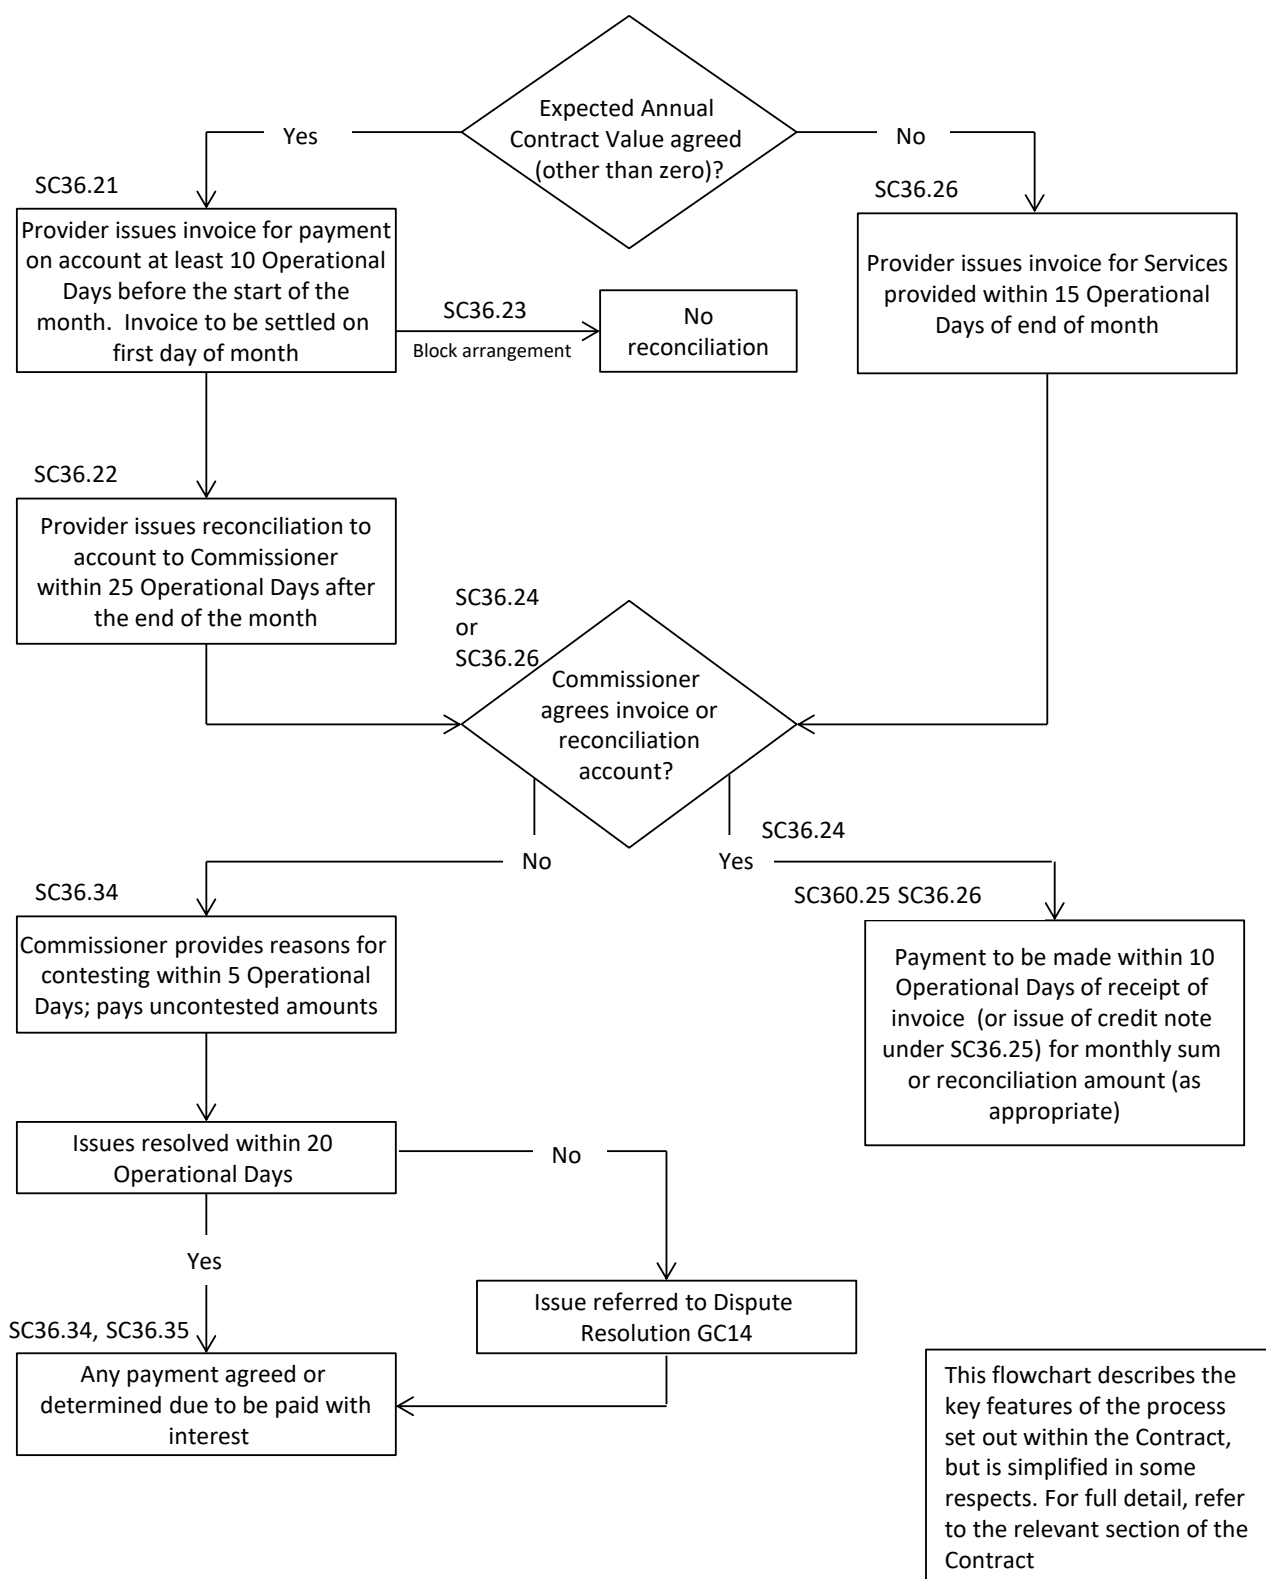 Expected Annual
Contract Value agreed
(other than zero)?
Yes
No
SC36.21
SC36.26
Provider issues invoice for payment
on account at least 10 Operational
Days before the start of the
month.  Invoice to be settled on
first day of month
SC36.23
Block arrangement
No
reconciliation
Provider issues invoice for Services
provided within 15 Operational
Days of end of month
SC36.22
Provider issues reconciliation to
account to Commissioner
within 25 Operational Days after
the end of the month
SC36.24
or
SC36.26
Commissioner
agrees invoice or
reconciliation
account?
No
Yes
SC36.24
SC36.34
SC360.25 SC36.26
Commissioner provides reasons for
contesting within 5 Operational
Days; pays uncontested amounts
Payment to be made within 10
Operational Days of receipt of
invoice  (or issue of credit note
under SC36.25) for monthly sum
or reconciliation amount (as
appropriate)
Issues resolved within 20
Operational Days
No
Yes
Issue referred to Dispute
Resolution GC14
SC36.34, SC36.35
Any payment agreed or
determined due to be paid with
interest
This flowchart describes the
key features of the process
set out within the Contract,
but is simplified in some
respects. For full detail, refer
to the relevant section of the
Contract